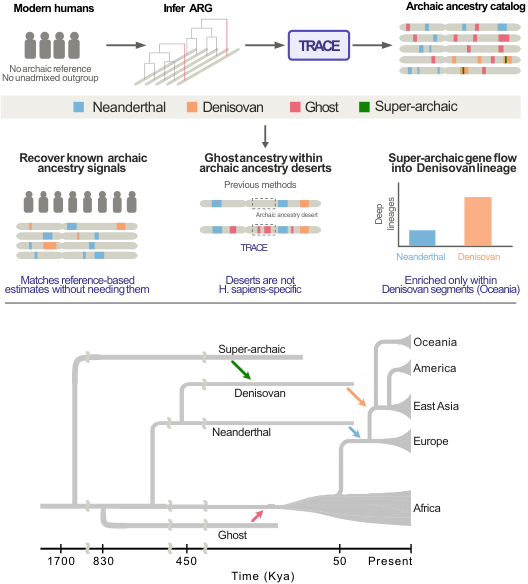 Modern humans
Infer ARG
Archaic ancestry catalog
TRACE
No archaic reference
No unadmixed outgroup
Neanderthal
Denisovan
Ghost
Super-archaic
Recover known archaic
ancestry signals
Matches reference-based
estimates without needing them
Ghost ancestry within
archaic ancestry deserts
Previous methods
Archaic ancestry desert
TRACE
Deserts are not
H. sapiens-specific
Super-archaic gene flow
into Denisovan lineage
Deep
lineages
Neanderthal
Denisovan
Enriched only within
Denisovan segments (Oceania)
Super-archaic
Denisovan
Neanderthal
Ghost
Oceania
America
East Asia
Europe
Africa
1700
830
450
50
Present
Time (Kya)